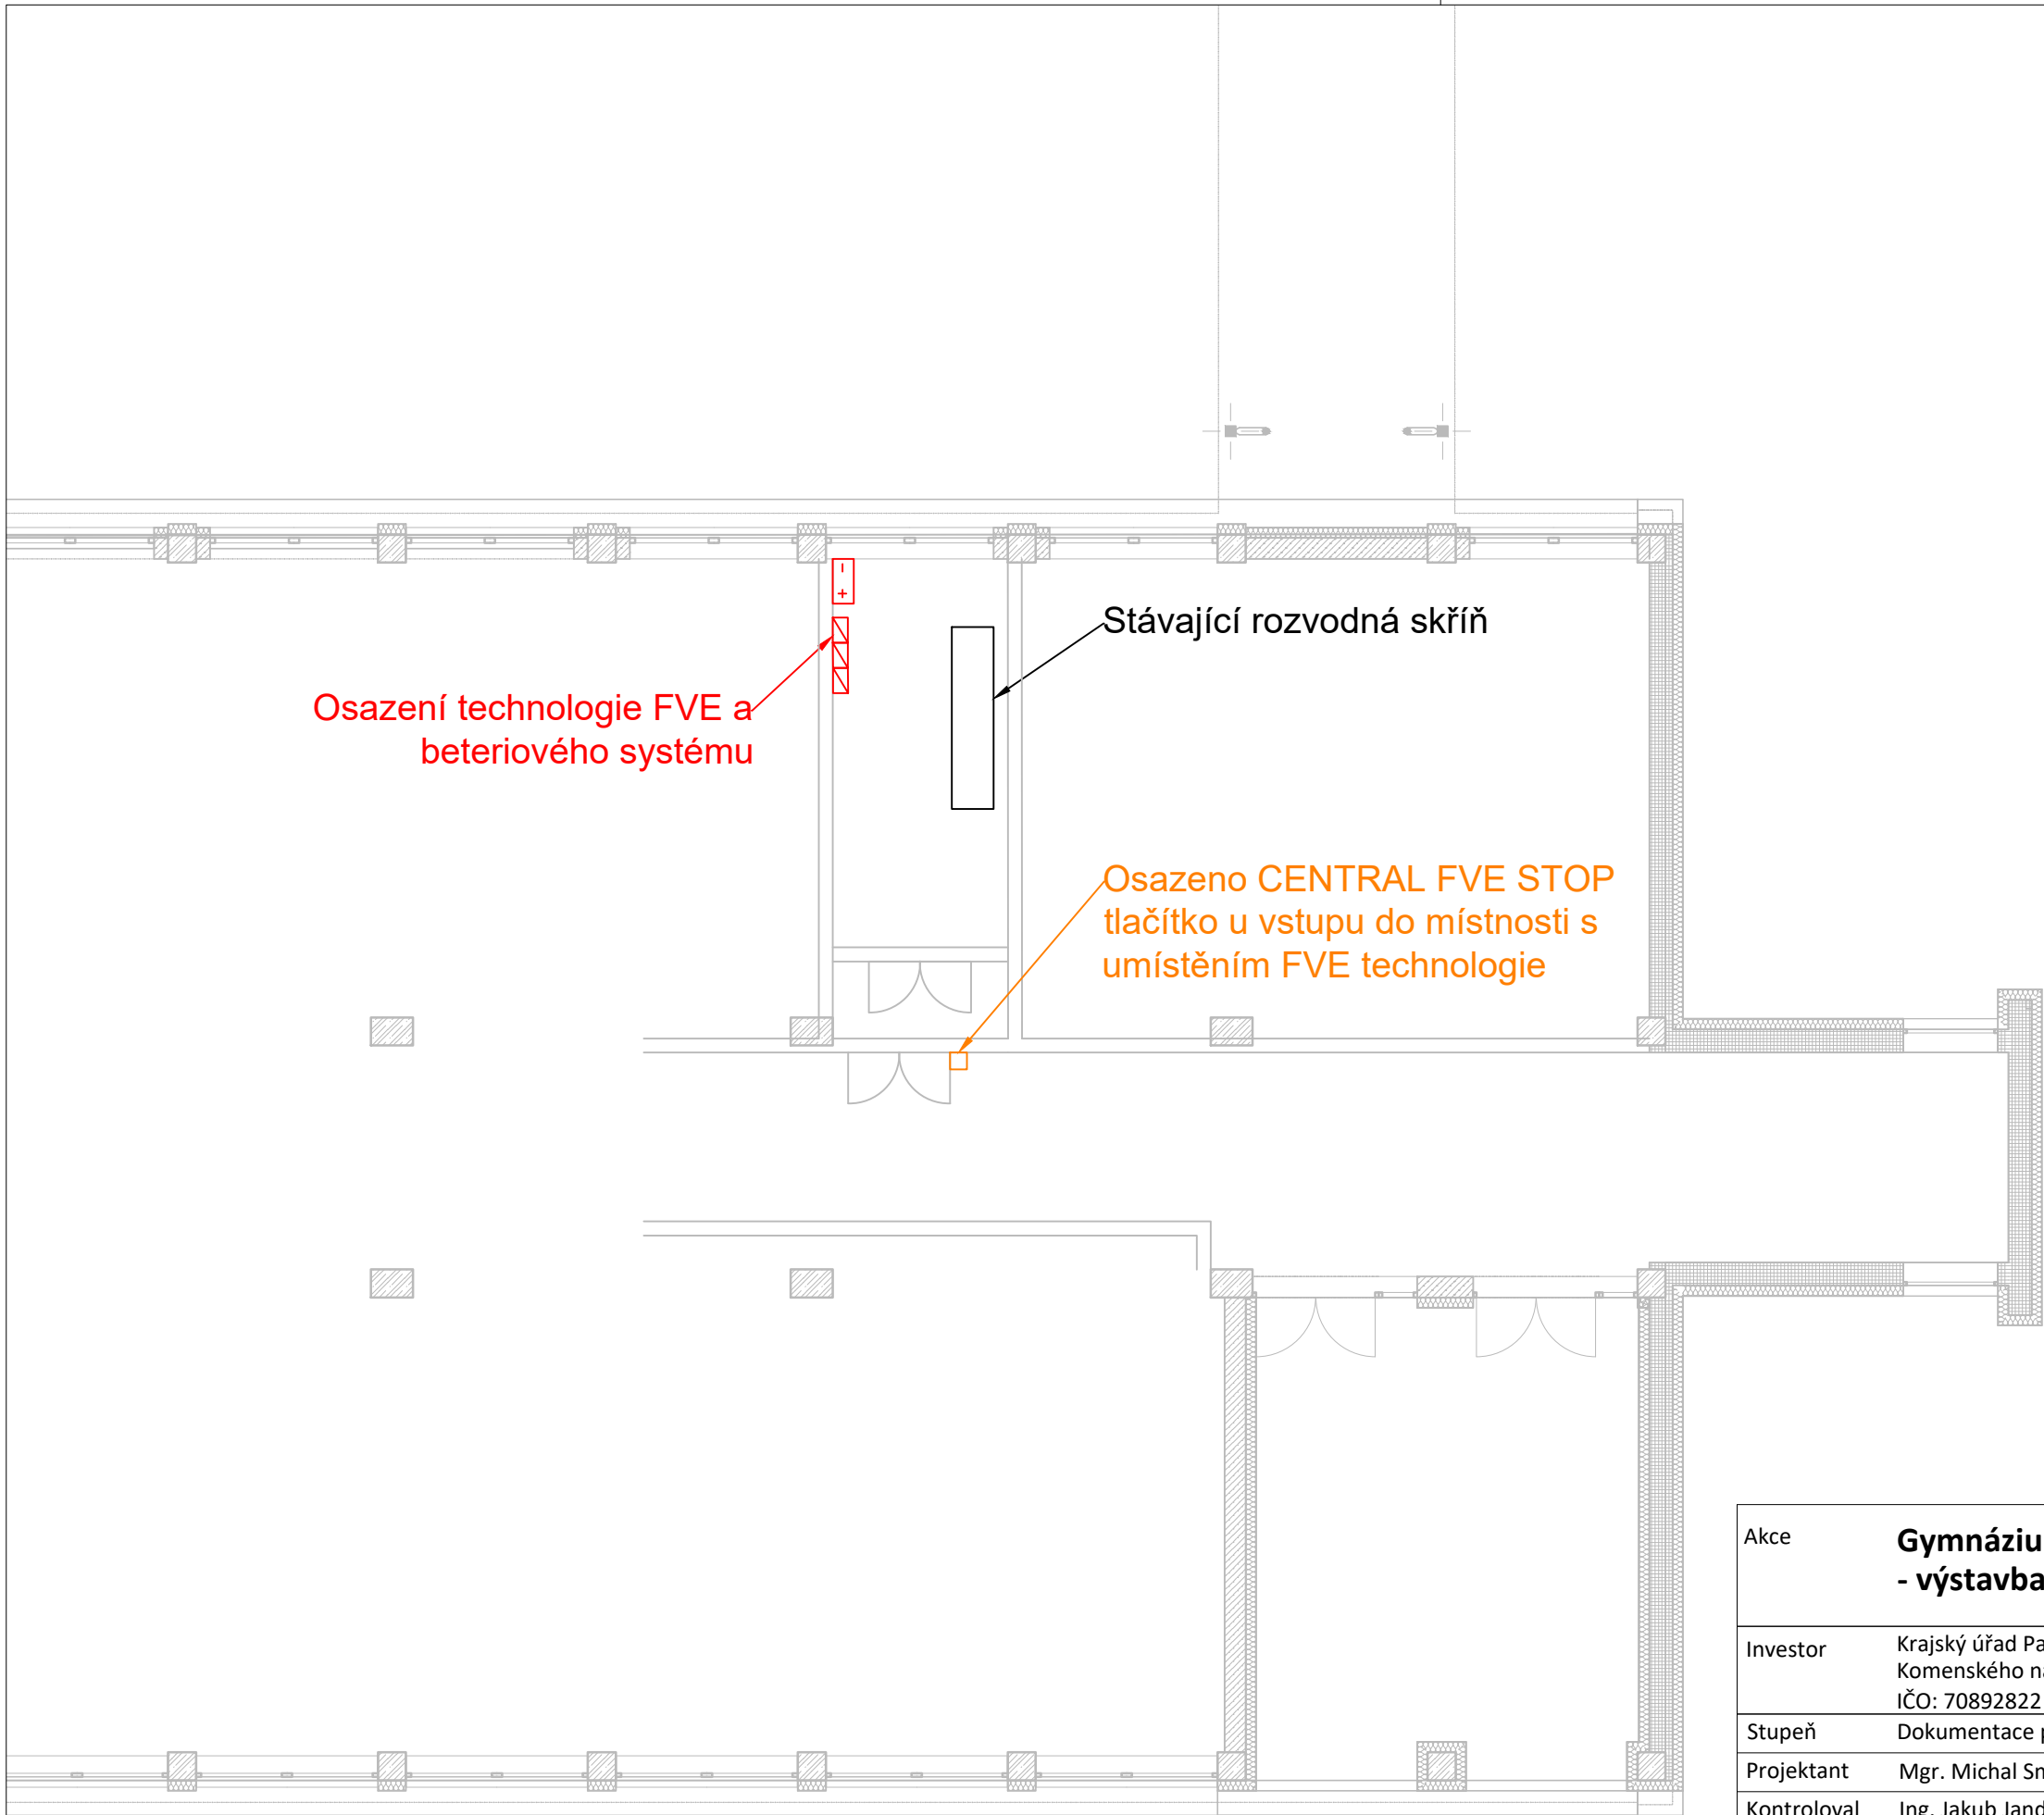 Stávající rozvodná skříň
Osazení technologie FVE a
beteriového systému
Osazeno CENTRAL FVE STOP
tlačítko u vstupu do místnosti s
umístěním FVE technologie
Akce
Gymnáziu
- výstavba
Investor
Krajský úřad Pa
Komenského ná
IČO: 70892822
Stupeň
Dokumentace
Projektant
Mgr. Michal Sm
Kontroloval
Ing. Jakub Jand